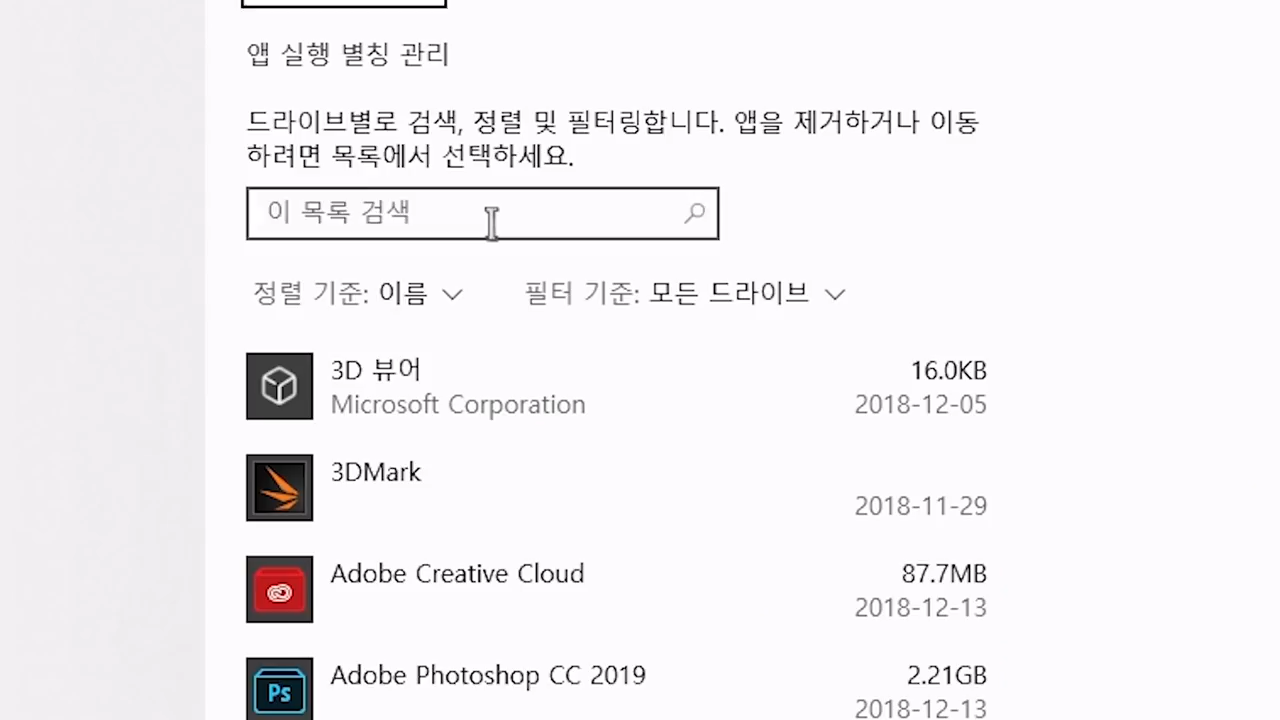 앱 실행 별칭 관리
드라이브별로 검색, 정렬 및 필터링합니다. 앱을 제거하거나 이동
하려면 목록에서 선택하세요.
이 목록 검색
정렬 기준: 이름 필터 기준: 모든 드라이브
3D 뷰어 16.0KB
Microsoft Corporation 2018-12-05
3DMark
2018-11-29
Adobe Creative Cloud 87.7MB
2018-12-13
Adobe Photoshop CC 2019 2.21GB
Ps
2018-12-13